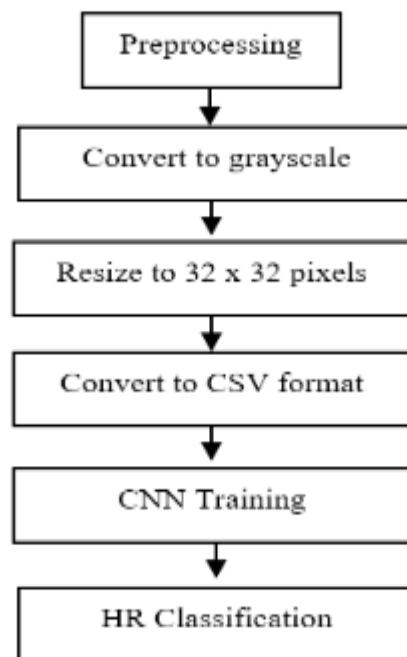 Preprocessing
Convert to grayscale
Resize to 32 x 32 pixels
Convert to CSV format
CNN Training
HR Classification